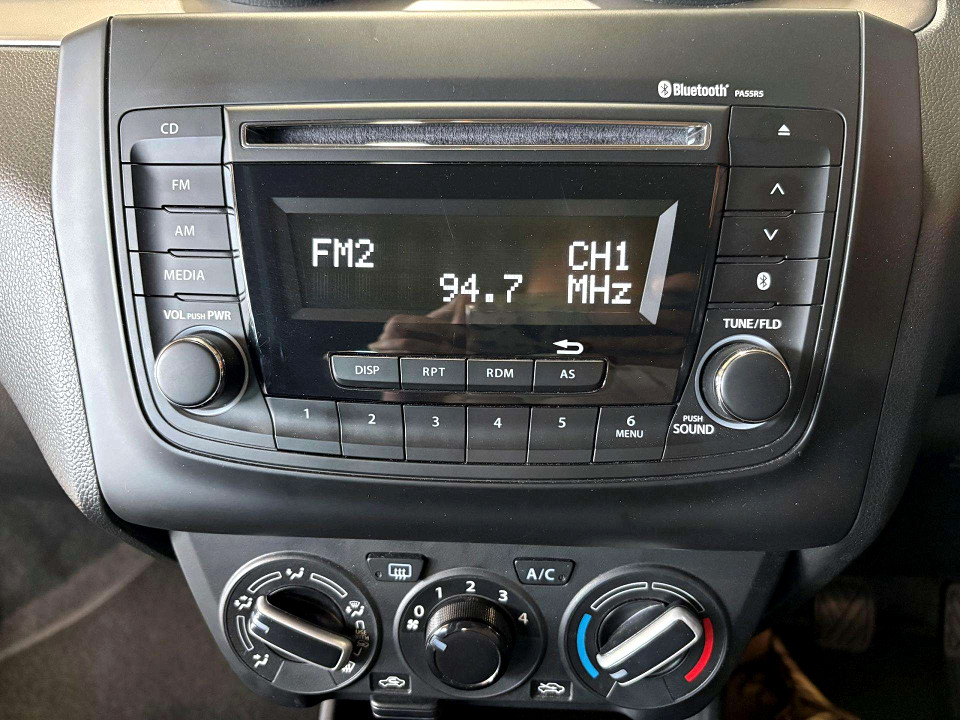 Bluetooth PA5SR5
CD
FM
AM
MEDIA
VOL PUSH PWR
FM2 CH1
94.7 MHz
TUNE/FLD
DISP RPT RDM AS
1 2 3 4 5 6
MENU
PUSH
SOUND
A/C
0 1 2 3 4